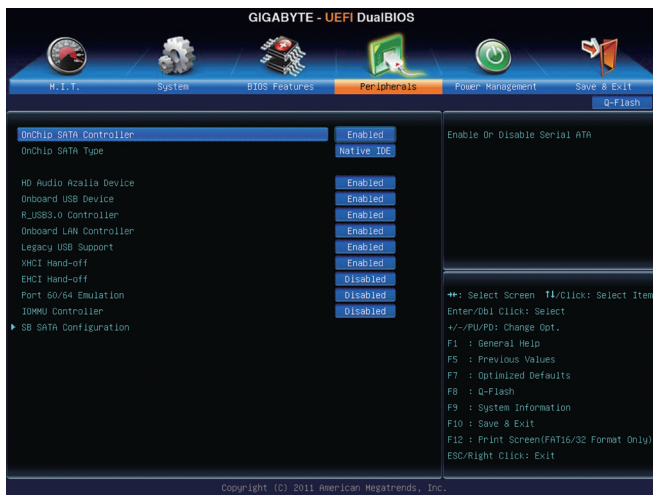 GIGABYTE - UEFI DualBIOS
M.I.T.
System
BIOS Features
Peripherals
Power Management
Save & Exit
Q-Flash
OnChip SATA Controller Enabled
OnChip SATA Type Native IDE
HD Audio Azalia Device Enabled
Onboard USB Device Enabled
R_USB3.0 Controller Enabled
Onboard LAN Controller Enabled
Legacy USB Support Enabled
XHCI Hand-off Enabled
EHCI Hand-off Disabled
Port 60/64 Emulation Disabled
IOMMU Controller Disabled
SB SATA Configuration
Enable Or Disable Serial ATA
→←: Select Screen ↑↓/Click: Select Item
Enter/Dbl Click: Select
+/-/PU/PD: Change Opt.
F1 : General Help
F5 : Previous Values
F7 : Optimized Defaults
F8 : Q-Flash
F9 : System Information
F10 : Save & Exit
F12 : Print Screen(FAT16/32 Format Only)
ESC/Right Click: Exit
Copyright (C) 2011 American Megatrends, Inc.